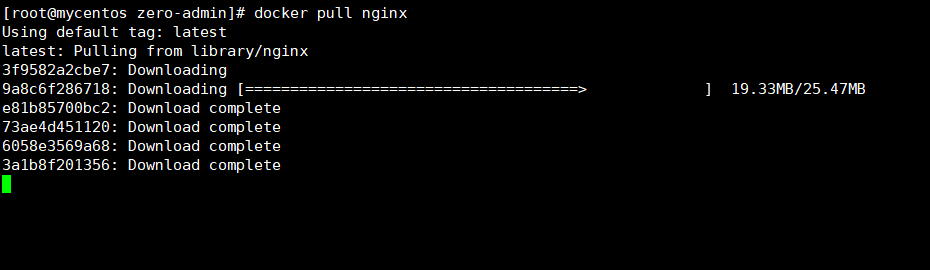 [root@mycentos zero-admin]# docker pull nginx
Using default tag: latest
latest: Pulling from library/nginx
3f9582a2cbe7: Downloading
9a8c6f286718: Downloading [=====================================>             ]  19.33MB/25.47MB
e81b85700bc2: Download complete
73ae4d451120: Download complete
6058e3569a68: Download complete
3a1b8f201356: Download complete